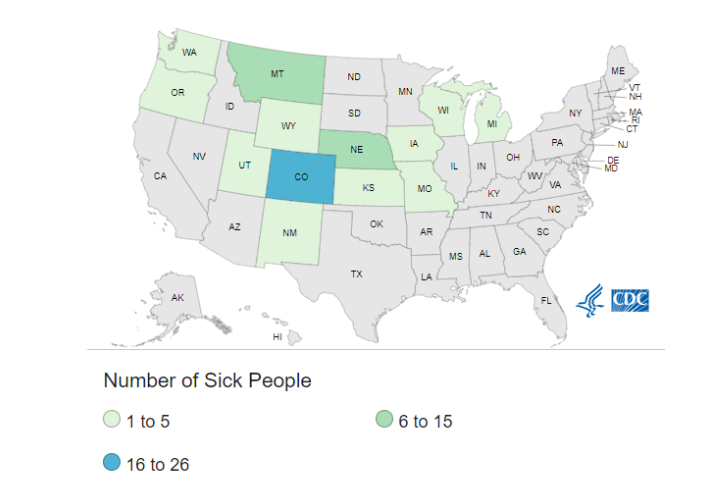 WA
MT
ND
MN
ME
VT
NH
OR
ID
SD
WI
MI
NY
MA
RI
CT
WY
NE
IA
PA
NJ
NV
UT
CO
KS
MO
IL
IN
OH
WV
VA
DE
MD
CA
KY
AZ
NM
OK
AR
TN
NC
SC
TX
LA
MS
AL
GA
AK
HI
FL
CDC
Number of Sick People
1 to 5
6 to 15
16 to 26